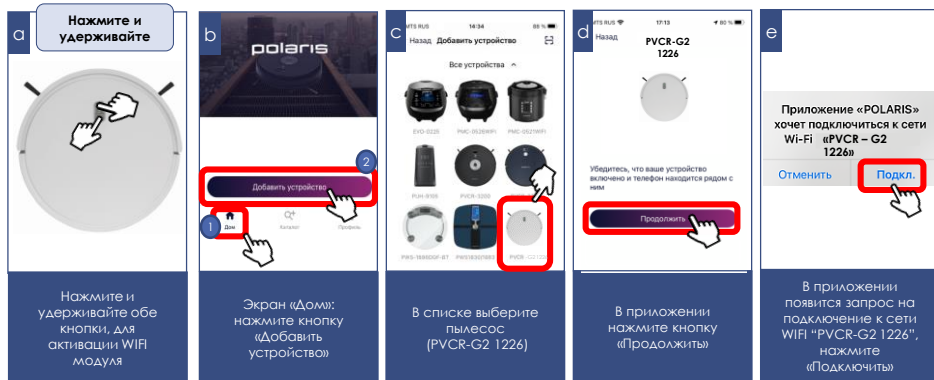 a
Нажмите и
удерживайте
Нажмите и
удерживайте обе
кнопки, для
активации WIFI
модуля
b
polaris
2
Добавить устройство
1
Дом
Каталог
Профиль
Экран «Дом»:
нажмите кнопку
«Добавить
устройство»
c
MTS RUS 14:34 88 %
Назад Добавить устройство
Все устройства
EVO-0225 PMC-0526WIFI PMC-0521WIFI
PUH-9105 PVCR-3200
PWS-1886DGF-BT PWS1830/1883 PVCR
В списке выберите
пылесос
(PVCR-G2 1226)
d
MTS RUS 17:13 80 %
Назад
PVCR-G2
1226
Убедитесь, что ваше устройство
включено и телефон находится рядом с
ним
Продолжить
В приложении
нажмите кнопку
«Продолжить»
e
Приложение «POLARIS»
хочет подключиться к сети
Wi-Fi «PVCR – G2
1226»
Отменить Подкл.
В приложении
появится запрос на
подключение к сети
WIFI “PVCR-G2 1226”,
нажмите
«Подключить»